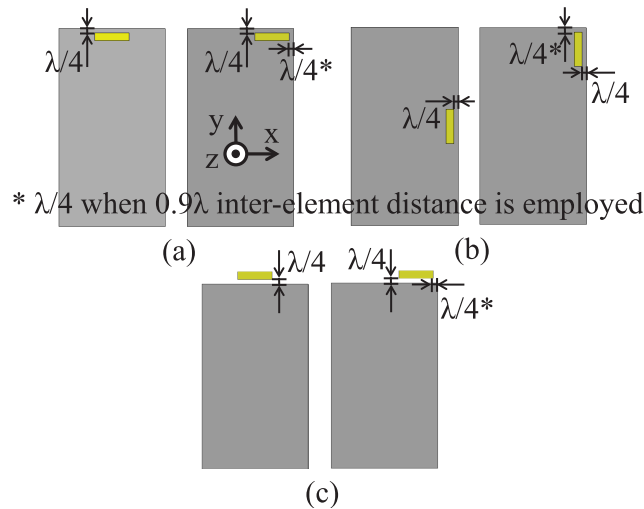 λ/4
λ/4
λ/4*
y
x
z
λ/4
λ/4*
λ/4
* λ/4 when 0.9λ inter-element distance is employed
(a)
(b)
λ/4
λ/4
λ/4*
(c)